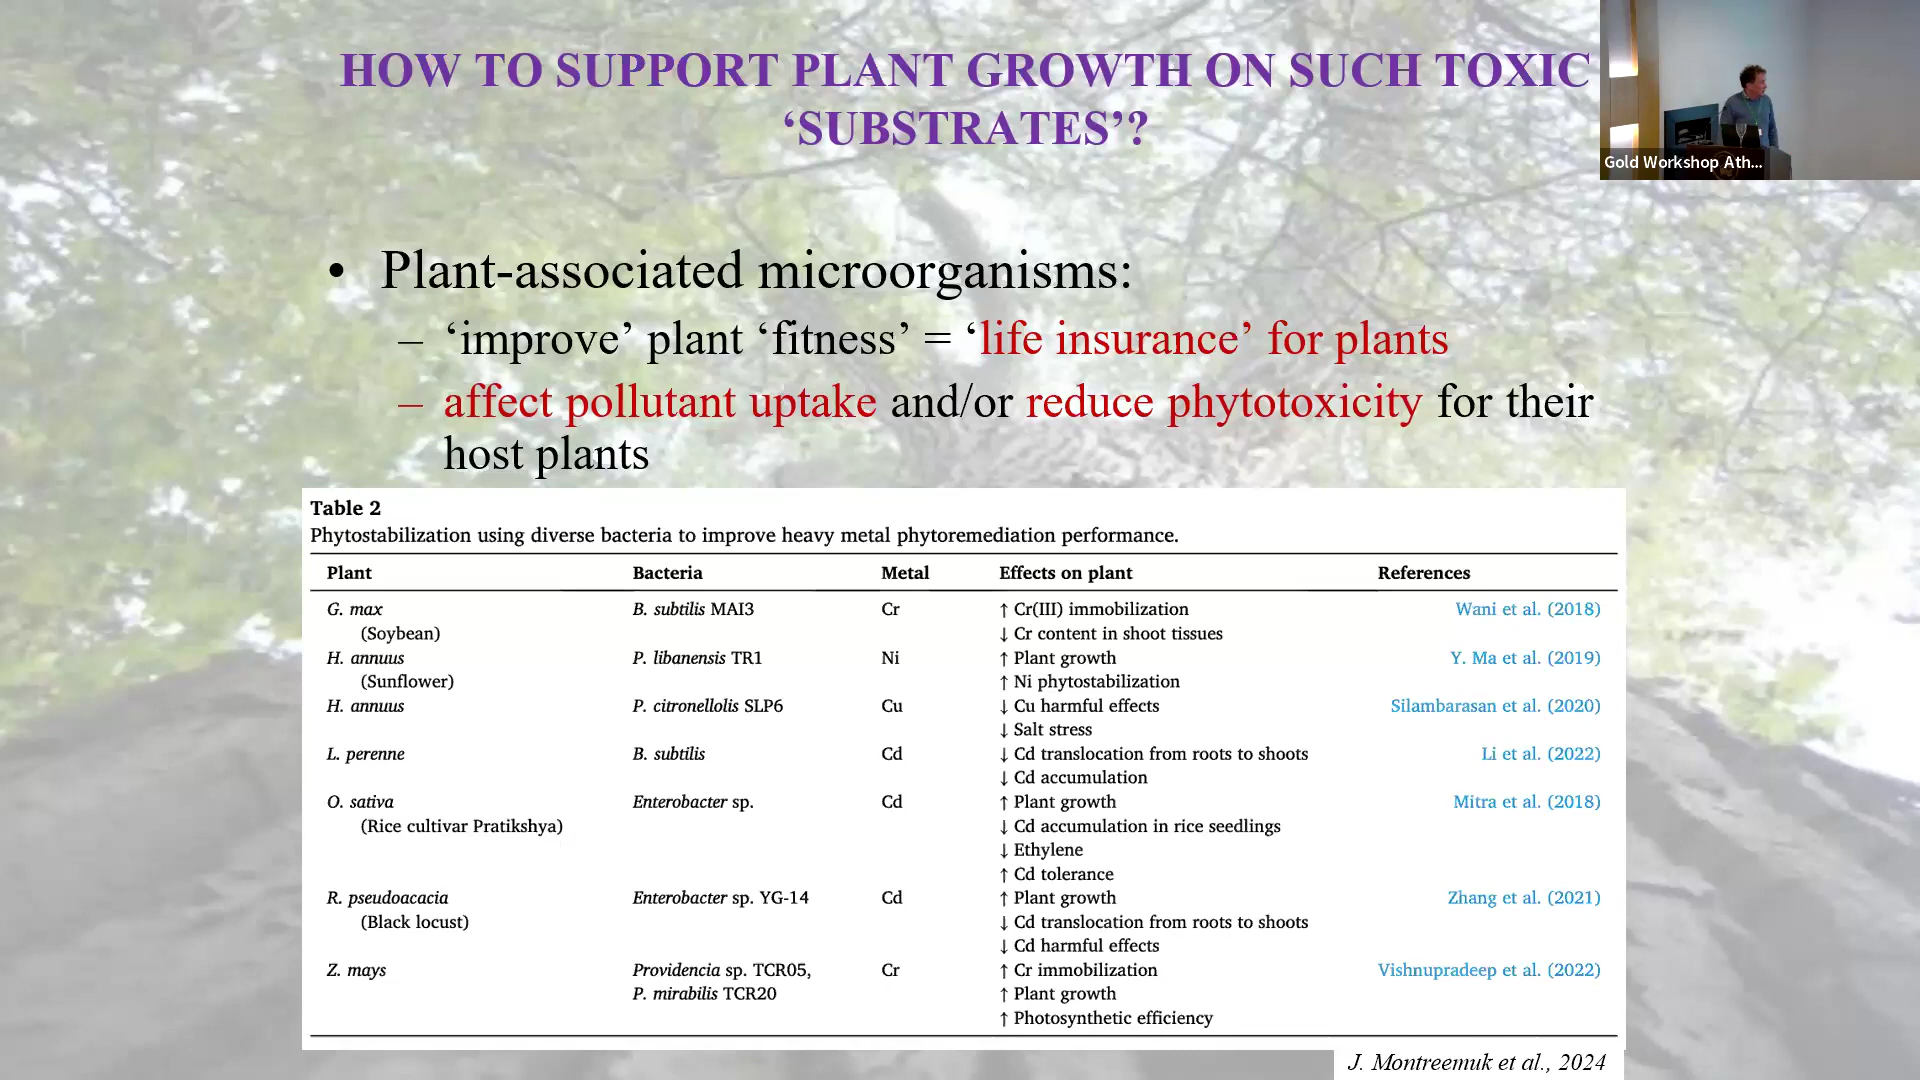 HOW TO SUPPORT PLANT GROWTH ON SUCH TOXIC
‘SUBSTRATES’?
Gold Workshop Ath...
• Plant-associated microorganisms:
– ‘improve’ plant ‘fitness’ = ‘life insurance’ for plants
– affect pollutant uptake and/or reduce phytotoxicity for their
host plants
Table 2
Phytostabilization using diverse bacteria to improve heavy metal phytoremediation performance.
Plant Bacteria Metal Effects on plant References
G. max B. subtilis MAI3 Cr ↑ Cr(III) immobilization Wani et al. (2018)
(Soybean) ↓ Cr content in shoot tissues
H. annuus P. libanensis TR1 Ni ↑ Plant growth Y. Ma et al. (2019)
(Sunflower) ↑ Ni phytostabilization
H. annuus P. citronellolis SLP6 Cu ↓ Cu harmful effects Silambarasan et al. (2020)
↓ Salt stress
L. perenne B. subtilis Cd ↓ Cd translocation from roots to shoots Li et al. (2022)
↓ Cd accumulation
O. sativa Enterobacter sp. Cd ↑ Plant growth Mitra et al. (2018)
(Rice cultivar Pratikshya) ↓ Cd accumulation in rice seedlings
↓ Ethylene
↑ Cd tolerance
R. pseudoacacia Enterobacter sp. YG-14 Cd ↑ Plant growth Zhang et al. (2021)
(Black locust) ↓ Cd translocation from roots to shoots
↓ Cd harmful effects
Z. mays Providencia sp. TCR05, Cr ↑ Cr immobilization Vishnupradeep et al. (2022)
P. mirabilis TCR20 ↑ Plant growth
↑ Photosynthetic efficiency
J. Montreemuk et al., 2024